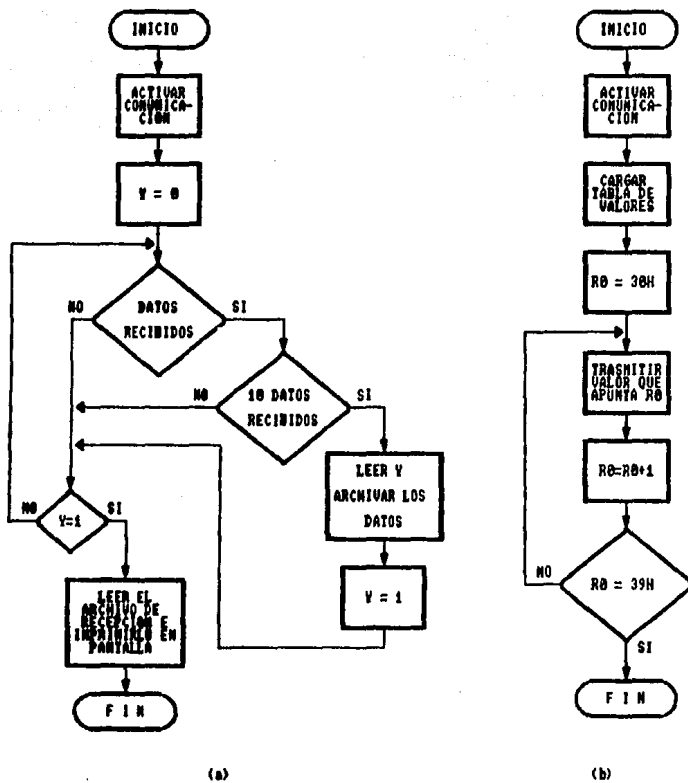 INICIO
ACTIVAR
COMUNICA-
CION
Y = 0
DATOS
RECIBIDOS
NO
SI
10 DATOS
RECIBIDOS
NO
SI
LEER Y
ARCHIVAR LOS
DATOS
Y = 1
Y=1
NO
SI
LEER EL
ARCHIVO DE
RECEPCION E
IMPRIMIRLO EN
PANTALLA
F I N
(a)
INICIO
ACTIVAR
COMUNICA-
CION
CARGAR
TABLA DE
VALORES
R0 = 30H
TRASMITIR
VALOR QUE
APUNTA R0
R0=R0+1
R0 = 39H
NO
SI
F I N
(b)